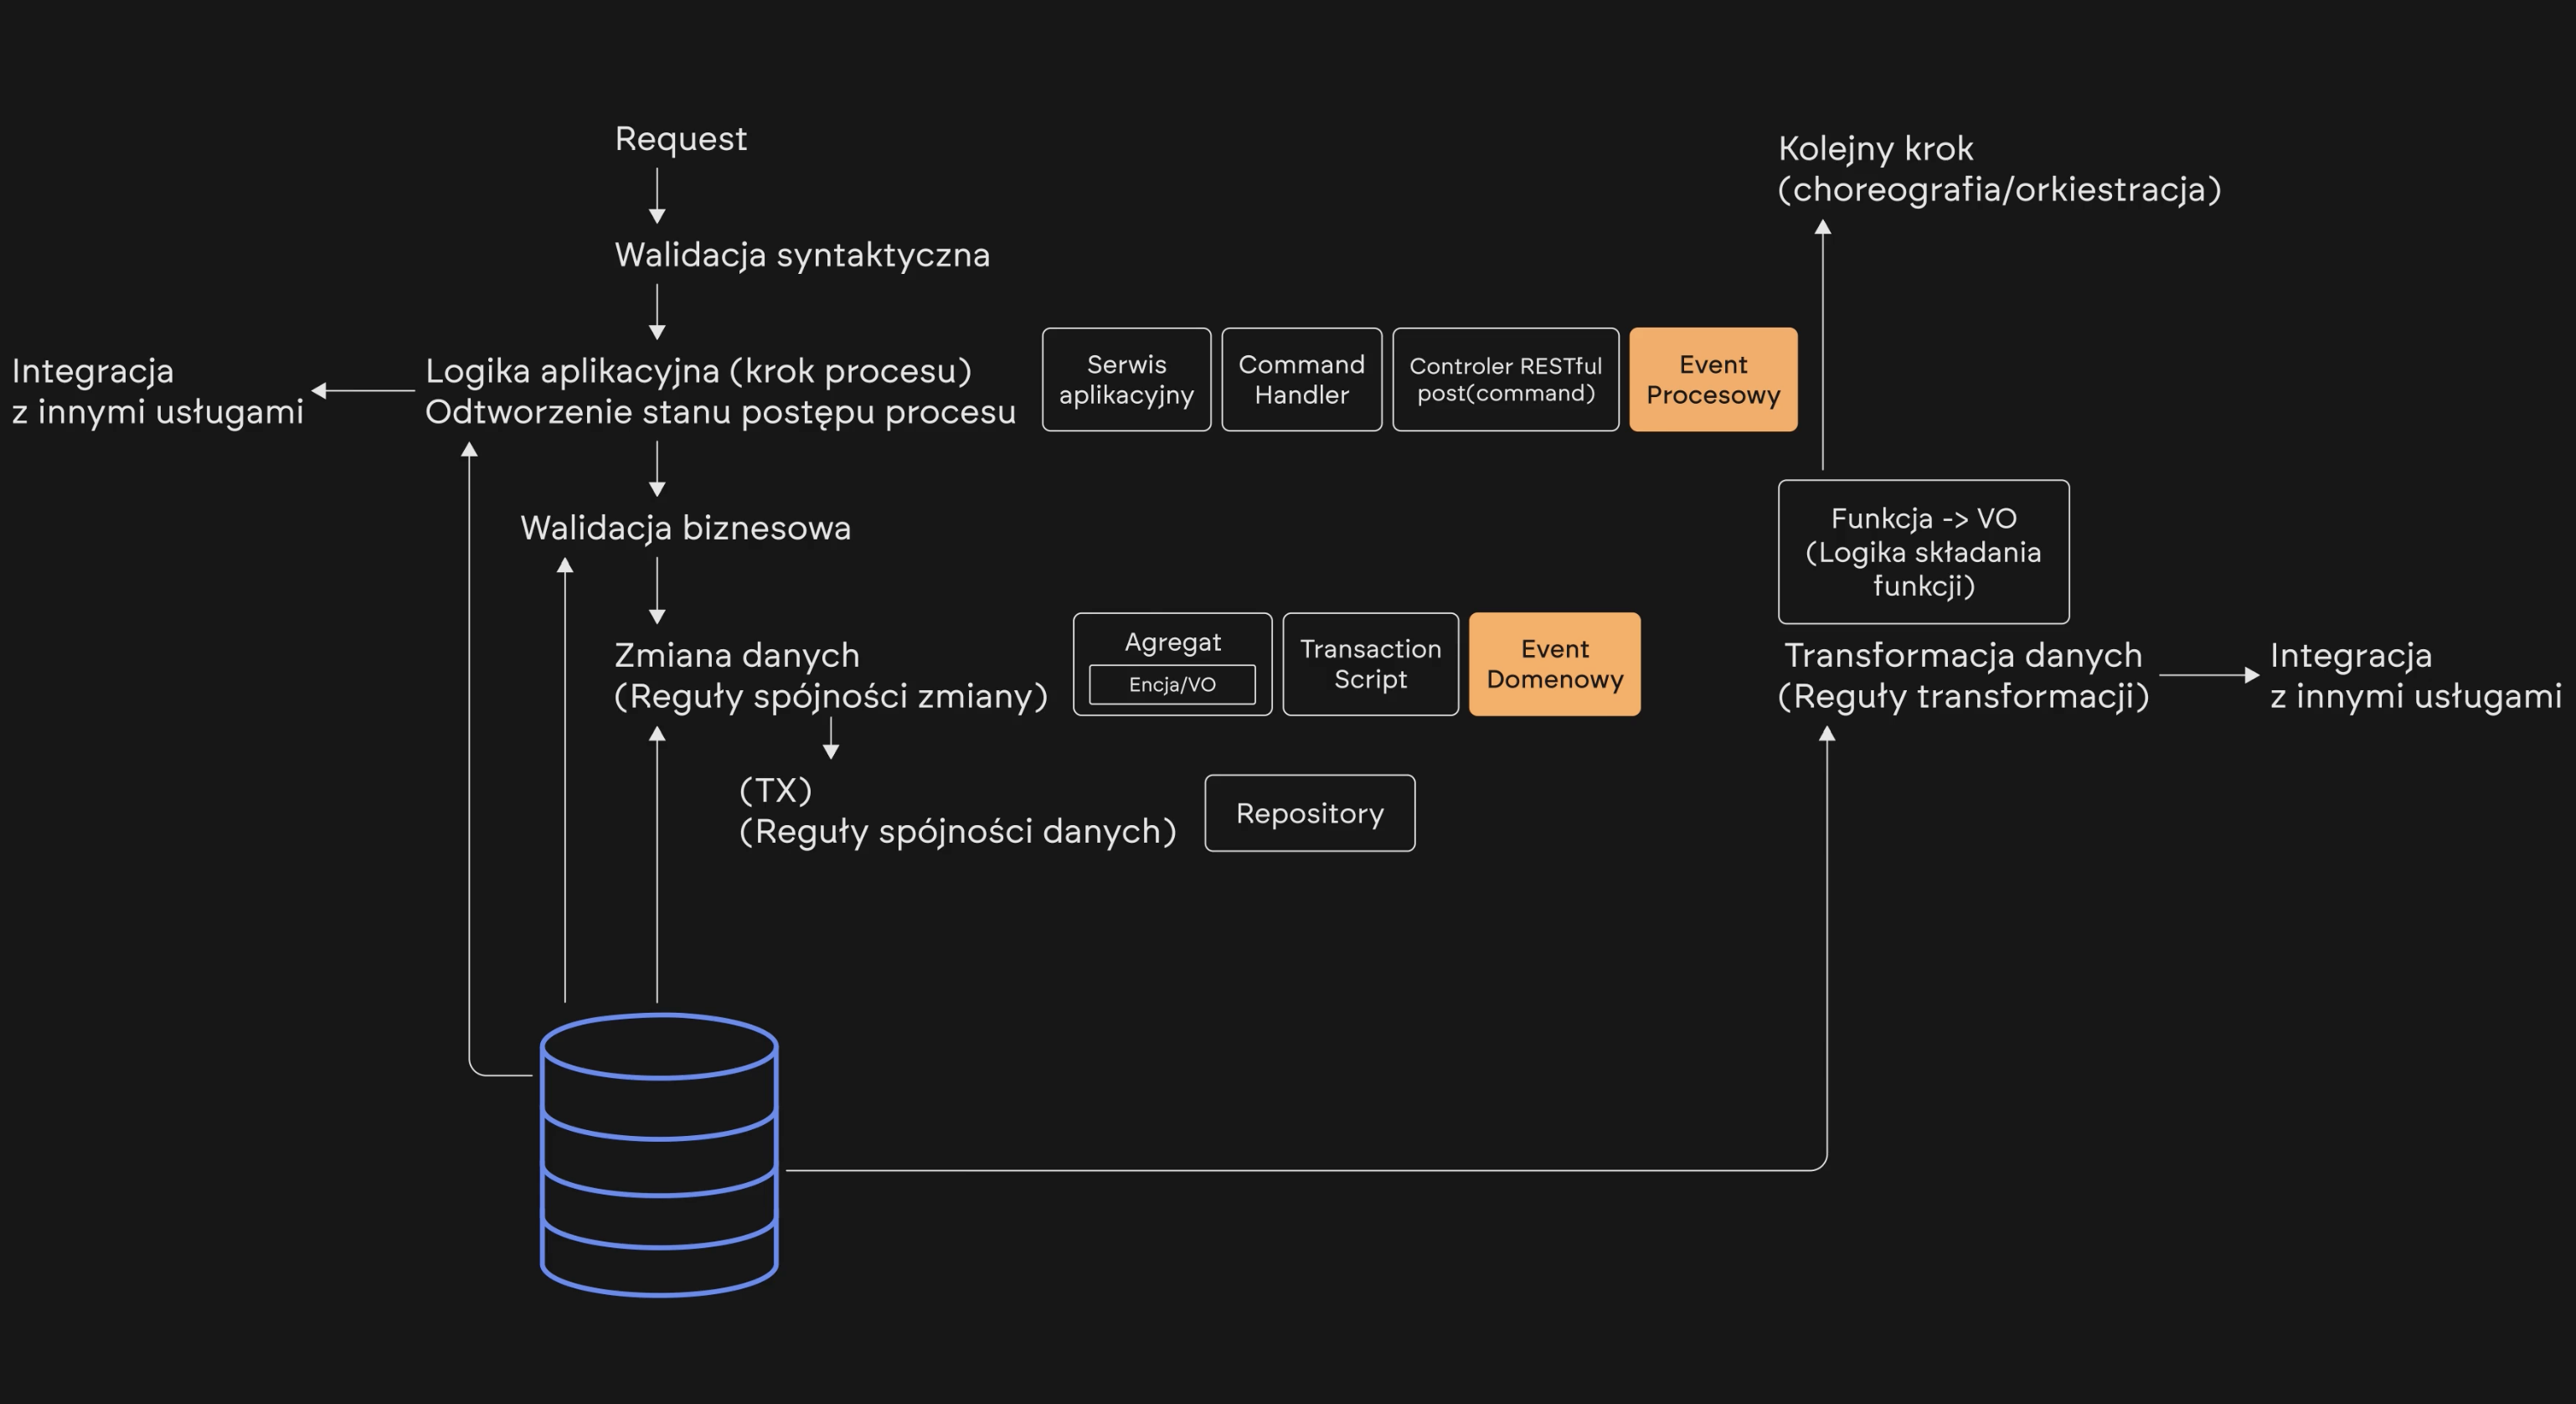 Request
Kolejny krok
(choreografia/orkiestracja)
Walidacja syntaktyczna
Integracja
z innymi usługami
Logika aplikacyjna (krok procesu)
Odtworzenie stanu postępu procesu
Serwis
aplikacyjny
Command
Handler
Controler RESTful
post(command)
Event
Procesowy
Walidacja biznesowa
Funkcja -> VO
(Logika składania
funkcji)
Zmiana danych
(Reguły spójności zmiany)
Agregat
Encja/VO
Transaction
Script
Event
Domenowy
Transformacja danych
(Reguły transformacji)
Integracja
z innymi usługami
(TX)
(Reguły spójności danych)
Repository